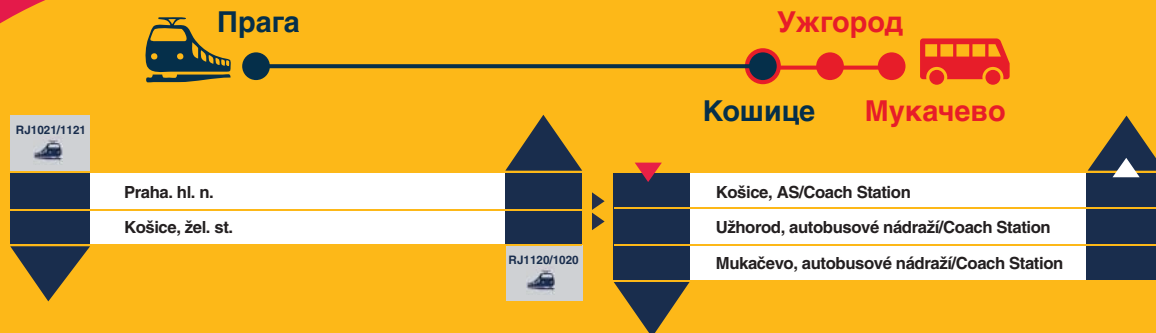 Прага
Ужгород
Кошице
Мукачево
RJ1021/1121
Praha. hl. n.
Košice, žel. st.
RJ1120/1020
Košice, AS/Coach Station
Užhorod, autobusové nádraží/Coach Station
Mukačevo, autobusové nádraží/Coach Station